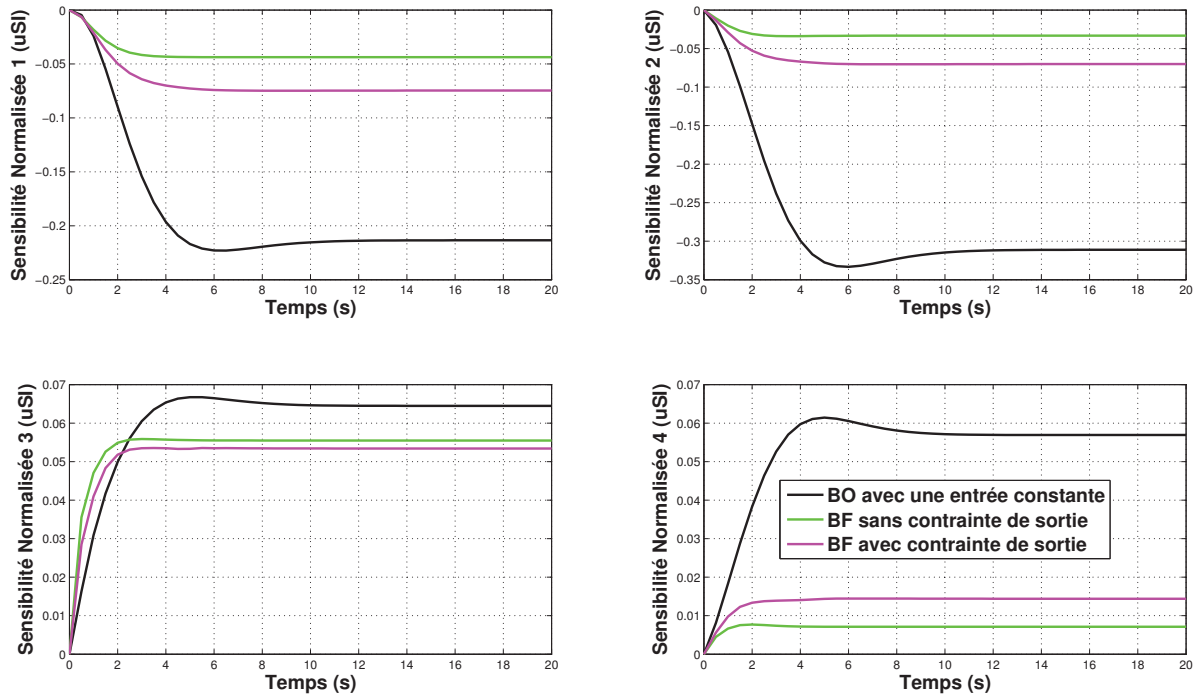 Sensibilité Normalisée 1 (uSI)
0
−0.05
−0.1
−0.15
−0.2
−0.25
0 2 4 6 8 10 12 14 16 18 20
Temps (s)
Sensibilité Normalisée 2 (uSI)
0
−0.05
−0.1
−0.15
−0.2
−0.25
−0.3
−0.35
0 2 4 6 8 10 12 14 16 18 20
Temps (s)
Sensibilité Normalisée 3 (uSI)
0.07
0.06
0.05
0.04
0.03
0.02
0.01
0
0 2 4 6 8 10 12 14 16 18 20
Temps (s)
Sensibilité Normalisée 4 (uSI)
0.07
0.06
0.05
0.04
0.03
0.02
0.01
0
BO avec une entrée constante
BF sans contrainte de sortie
BF avec contrainte de sortie
0 2 4 6 8 10 12 14 16 18 20
Temps (s)